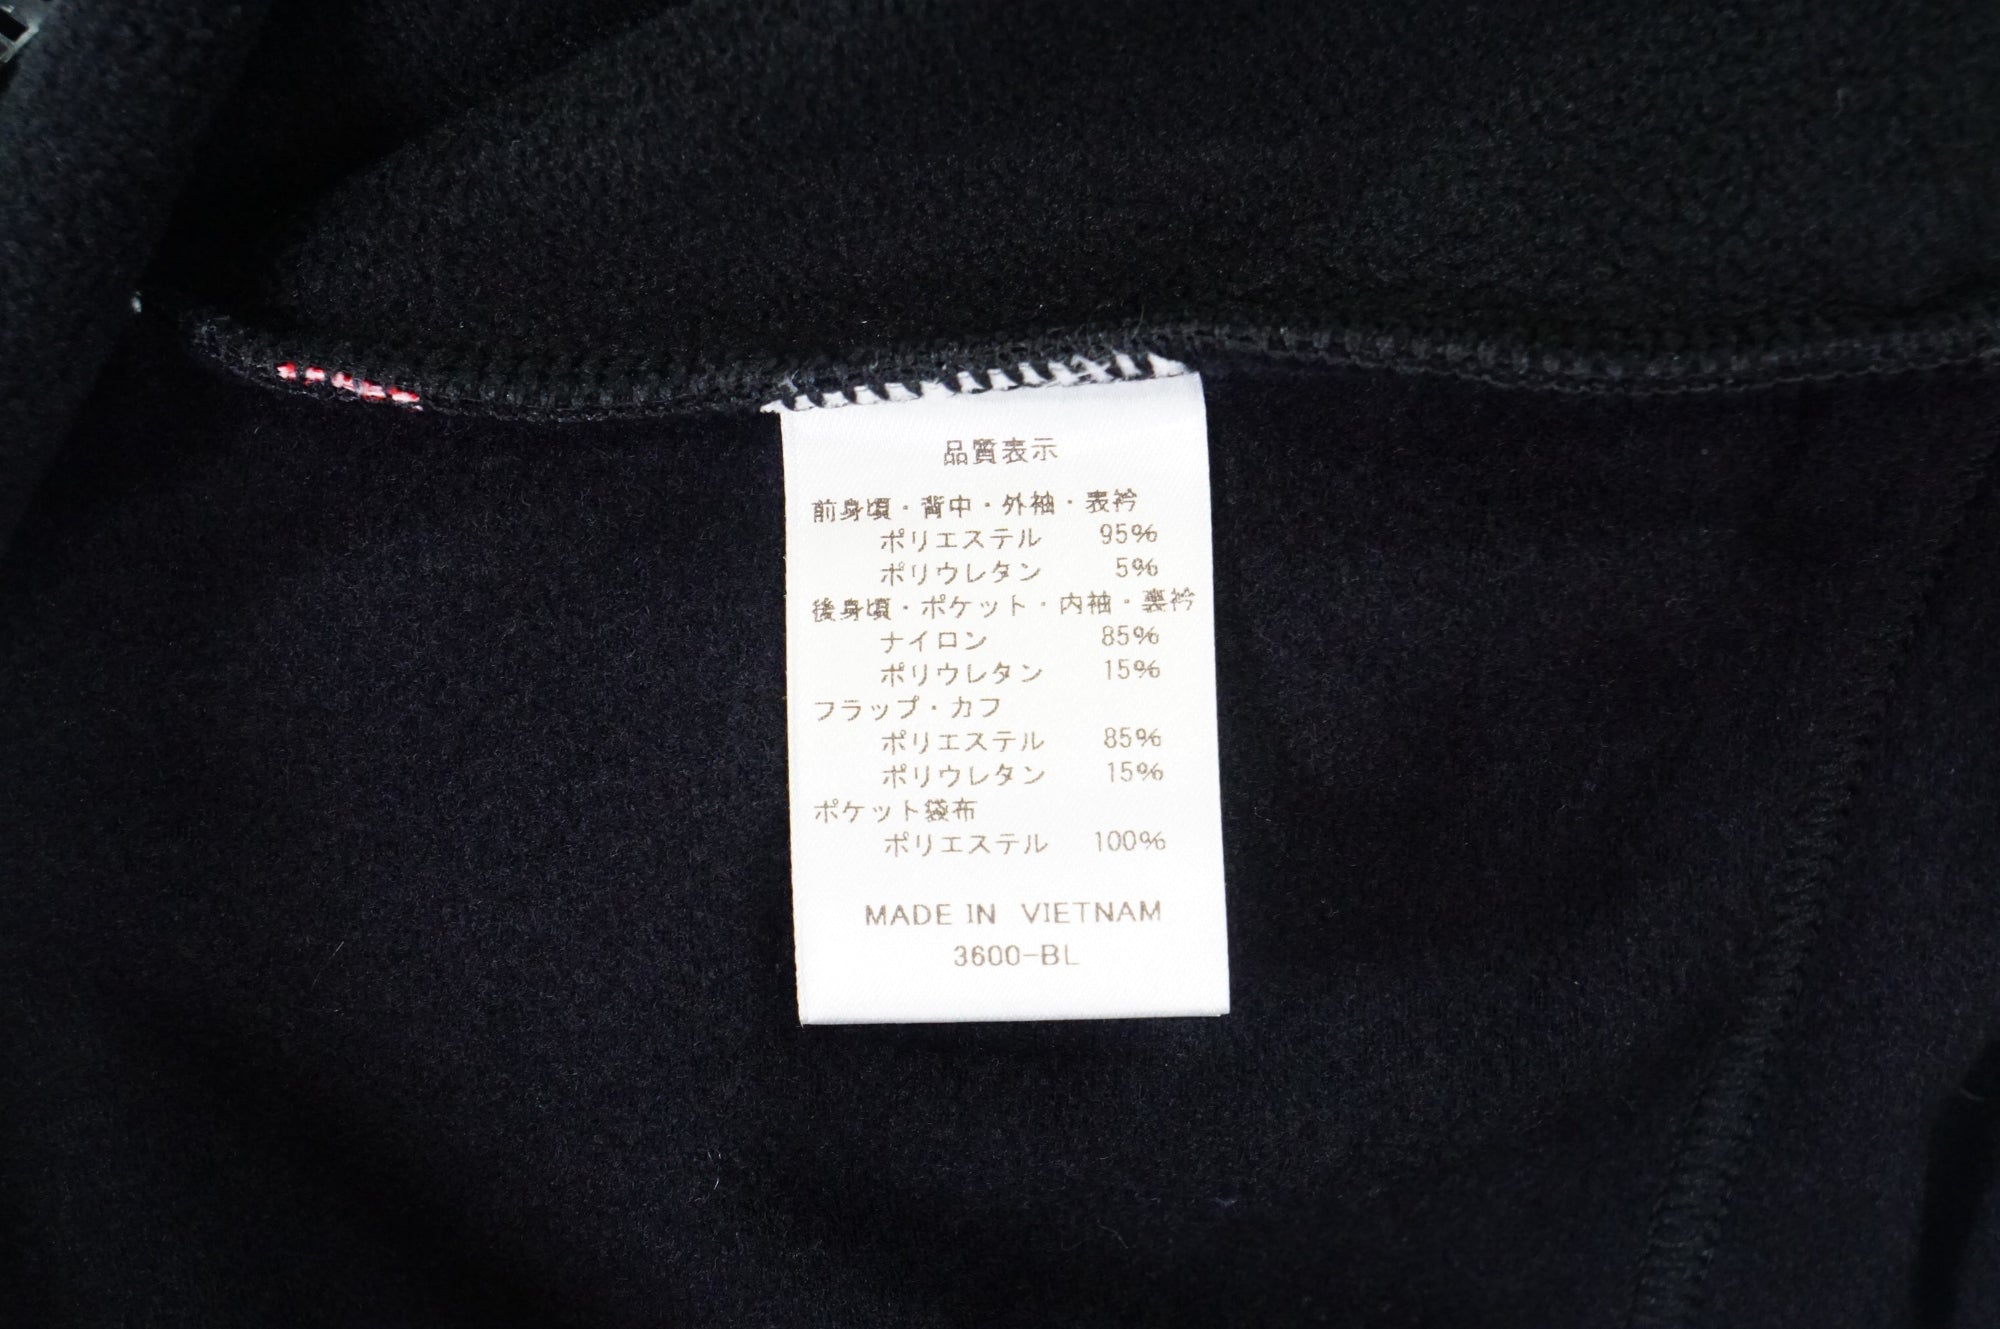 品質表示
前身頃・背中・外袖・表衿
ポリエステル 95%
ポリウレタン 5%
後身頃・ポケット・内袖・裏衿
ナイロン 85%
ポリウレタン 15%
フラップ・カフ
ポリエステル 85%
ポリウレタン 15%
ポケット袋布
ポリエステル 100%
MADE IN VIETNAM
3600-BL